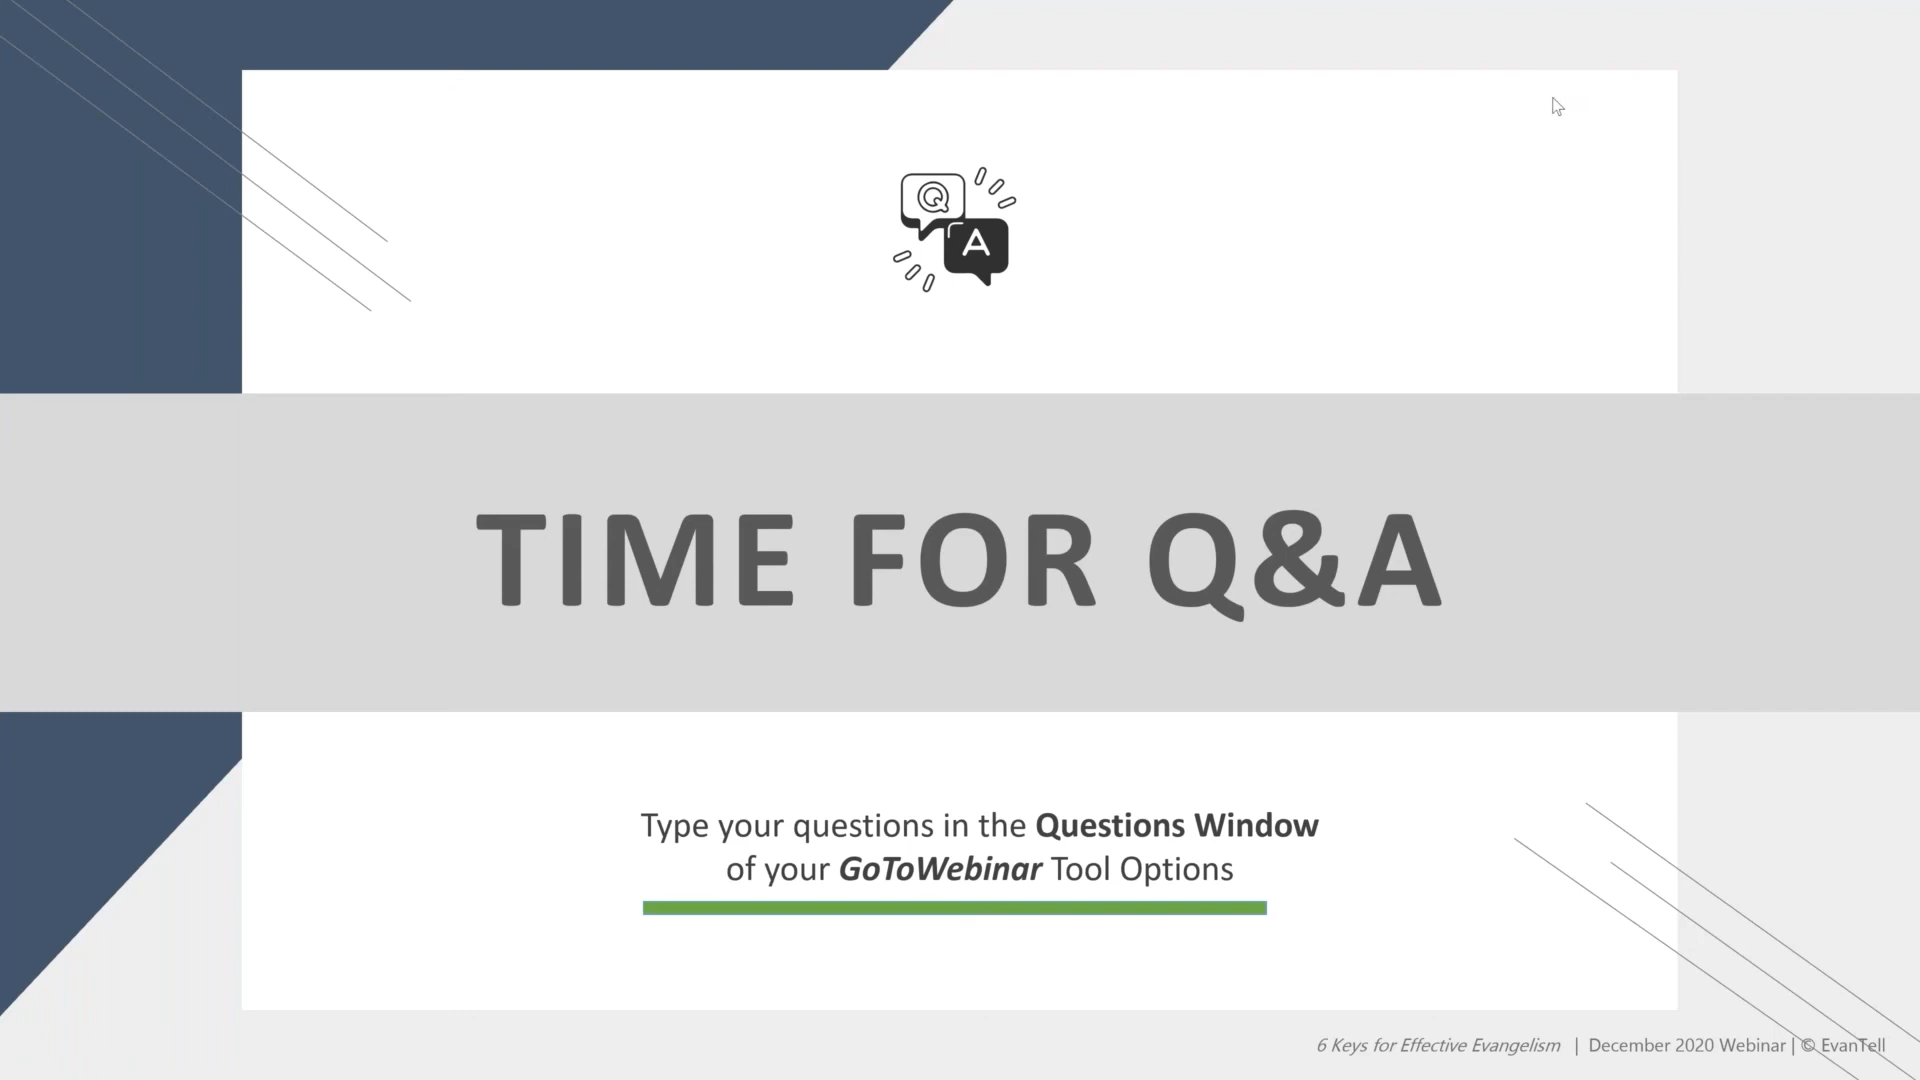 Q
A
TIME FOR Q&A
Type your questions in the Questions Window
of your GoToWebinar Tool Options
6 Keys for Effective Evangelism | December 2020 Webinar | © EvanTell